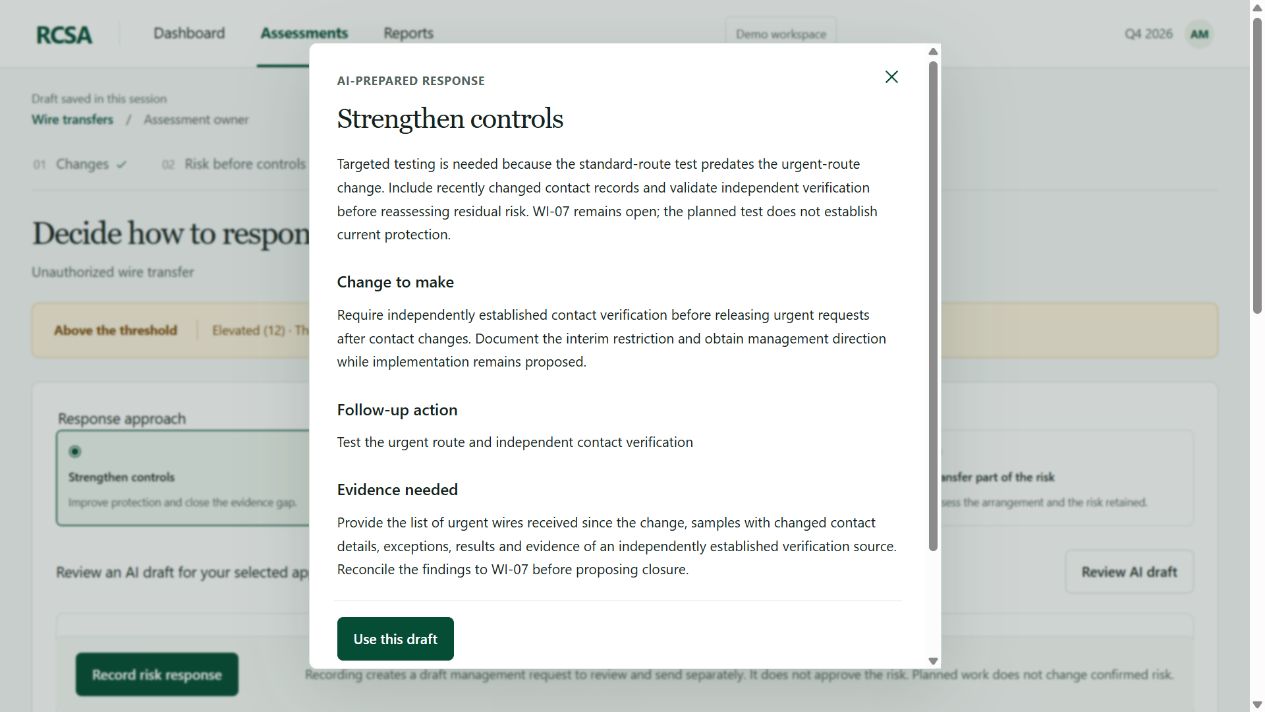 RCSA
Dashboard
Assessments
Reports
Demo workspace
Q4 2026
AM
Draft saved in this session
Wire transfers / Assessment owner
01 Changes ✓
02 Risk before controls
Decide how to respon
Unauthorized wire transfer
Above the threshold
Elevated (12) · Th
Response approach
Strengthen controls
Improve protection and close the evidence gap.
ansfer part of the risk
sess the arrangement and the risk retained.
Review an AI draft for your selected ap
Review AI draft
Record risk response
Recording creates a draft management request to review and send separately. It does not approve the risk. Planned work does not change confirmed risk.
AI-PREPARED RESPONSE
Strengthen controls
Targeted testing is needed because the standard-route test predates the urgent-route
change. Include recently changed contact records and validate independent verification
before reassessing residual risk. WI-07 remains open; the planned test does not establish
current protection.
Change to make
Require independently established contact verification before releasing urgent requests
after contact changes. Document the interim restriction and obtain management direction
while implementation remains proposed.
Follow-up action
Test the urgent route and independent contact verification
Evidence needed
Provide the list of urgent wires received since the change, samples with changed contact
details, exceptions, results and evidence of an independently established verification source.
Reconcile the findings to WI-07 before proposing closure.
Use this draft